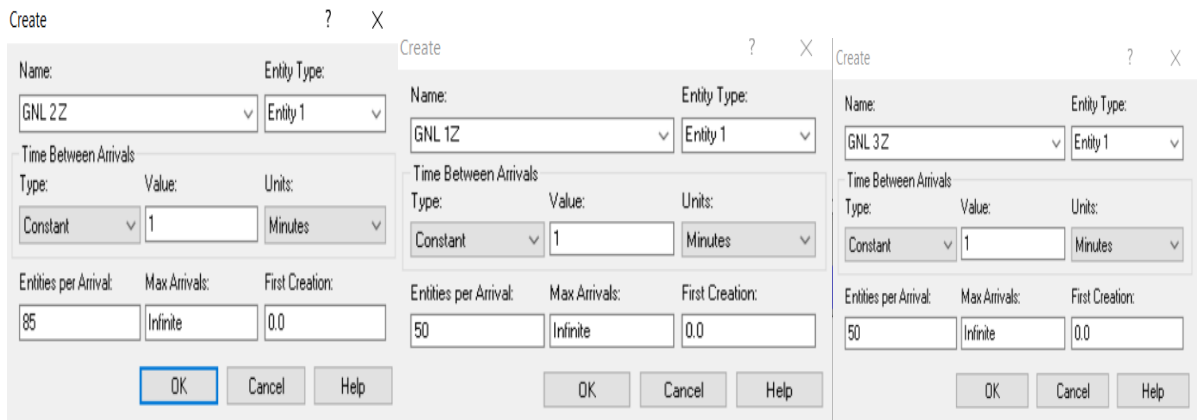 Create ?
Name: Entity Type:
GNL 2Z Entity 1
Time Between Arrivals
Type: Value: Units:
Constant 1 Minutes
Entities per Arrival: Max Arrivals: First Creation:
85 Infinite 0.0
OK Cancel Help
Create ?
Name: Entity Type:
GNL 1Z Entity 1
Time Between Arrivals
Type: Value: Units:
Constant 1 Minutes
Entities per Arrival: Max Arrivals: First Creation:
50 Infinite 0.0
OK Cancel Help
Create ?
Name: Entity Type:
GNL 3Z Entity 1
Time Between Arrivals
Type: Value: Units:
Constant 1 Minutes
Entities per Arrival: Max Arrivals: First Creation:
50 Infinite 0.0
OK Cancel Help